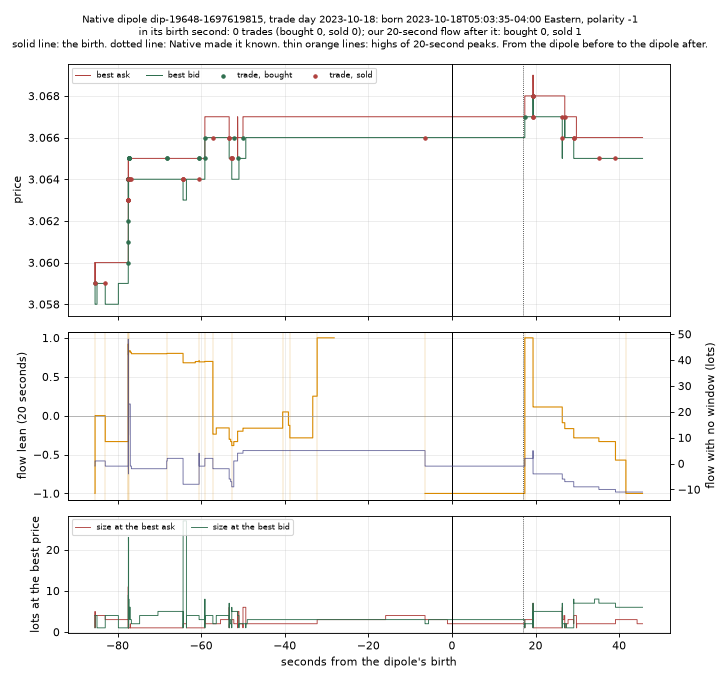 Native dipole dip-19648-1697619815, trade day 2023-10-18: born 2023-10-18T05:03:35-04:00 Eastern, polarity -1
in its birth second: 0 trades (bought 0, sold 0); our 20-second flow after it: bought 0, sold 1
solid line: the birth. dotted line: Native made it known. thin orange lines: highs of 20-second peaks. From the dipole before to the dipole after.
best ask
best bid
trade, bought
trade, sold
3.068
3.066
3.064
3.062
3.060
3.058
price
1.0
0.5
0.0
−0.5
−1.0
flow lean (20 seconds)
50
40
30
20
10
0
−10
flow with no window (lots)
size at the best ask
size at the best bid
20
10
0
lots at the best price
−80
−60
−40
−20
0
20
40
seconds from the dipole's birth